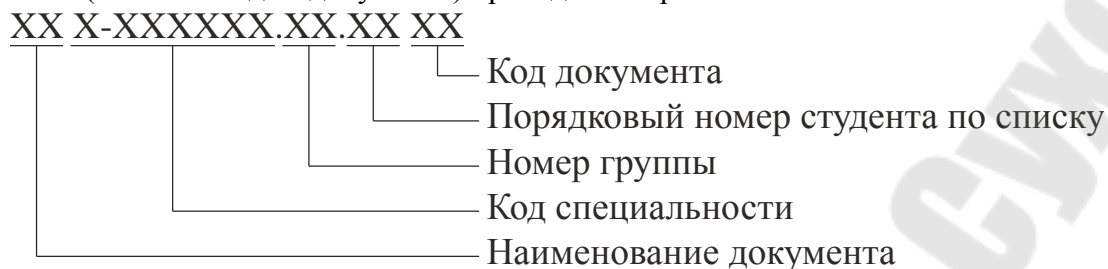 XX X-XXXXXX.XX.XX XX
Код документа
Порядковый номер студента по списку
Номер группы
Код специальности
Наименование документа